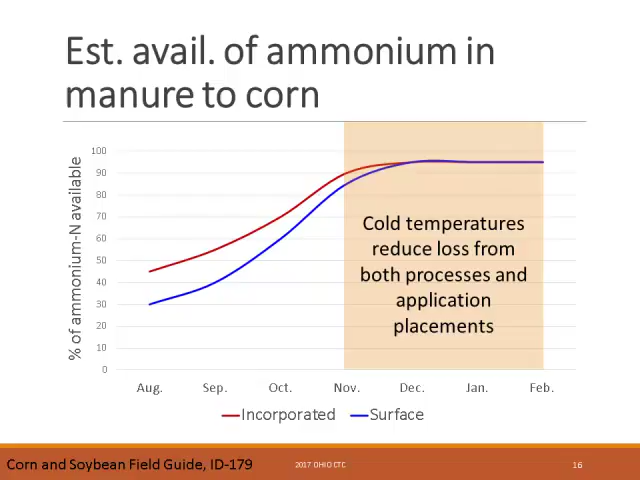 Est. avail. of ammonium in
manure to corn
% of ammonium-N available
100
90
80
70
60
50
40
30
20
10
0
Cold temperatures
reduce loss from
both processes and
application
placements
Aug. Sep. Oct. Nov. Dec. Jan. Feb.
Incorporated Surface
Corn and Soybean Field Guide, ID-179 2017 OHIO CTC 16